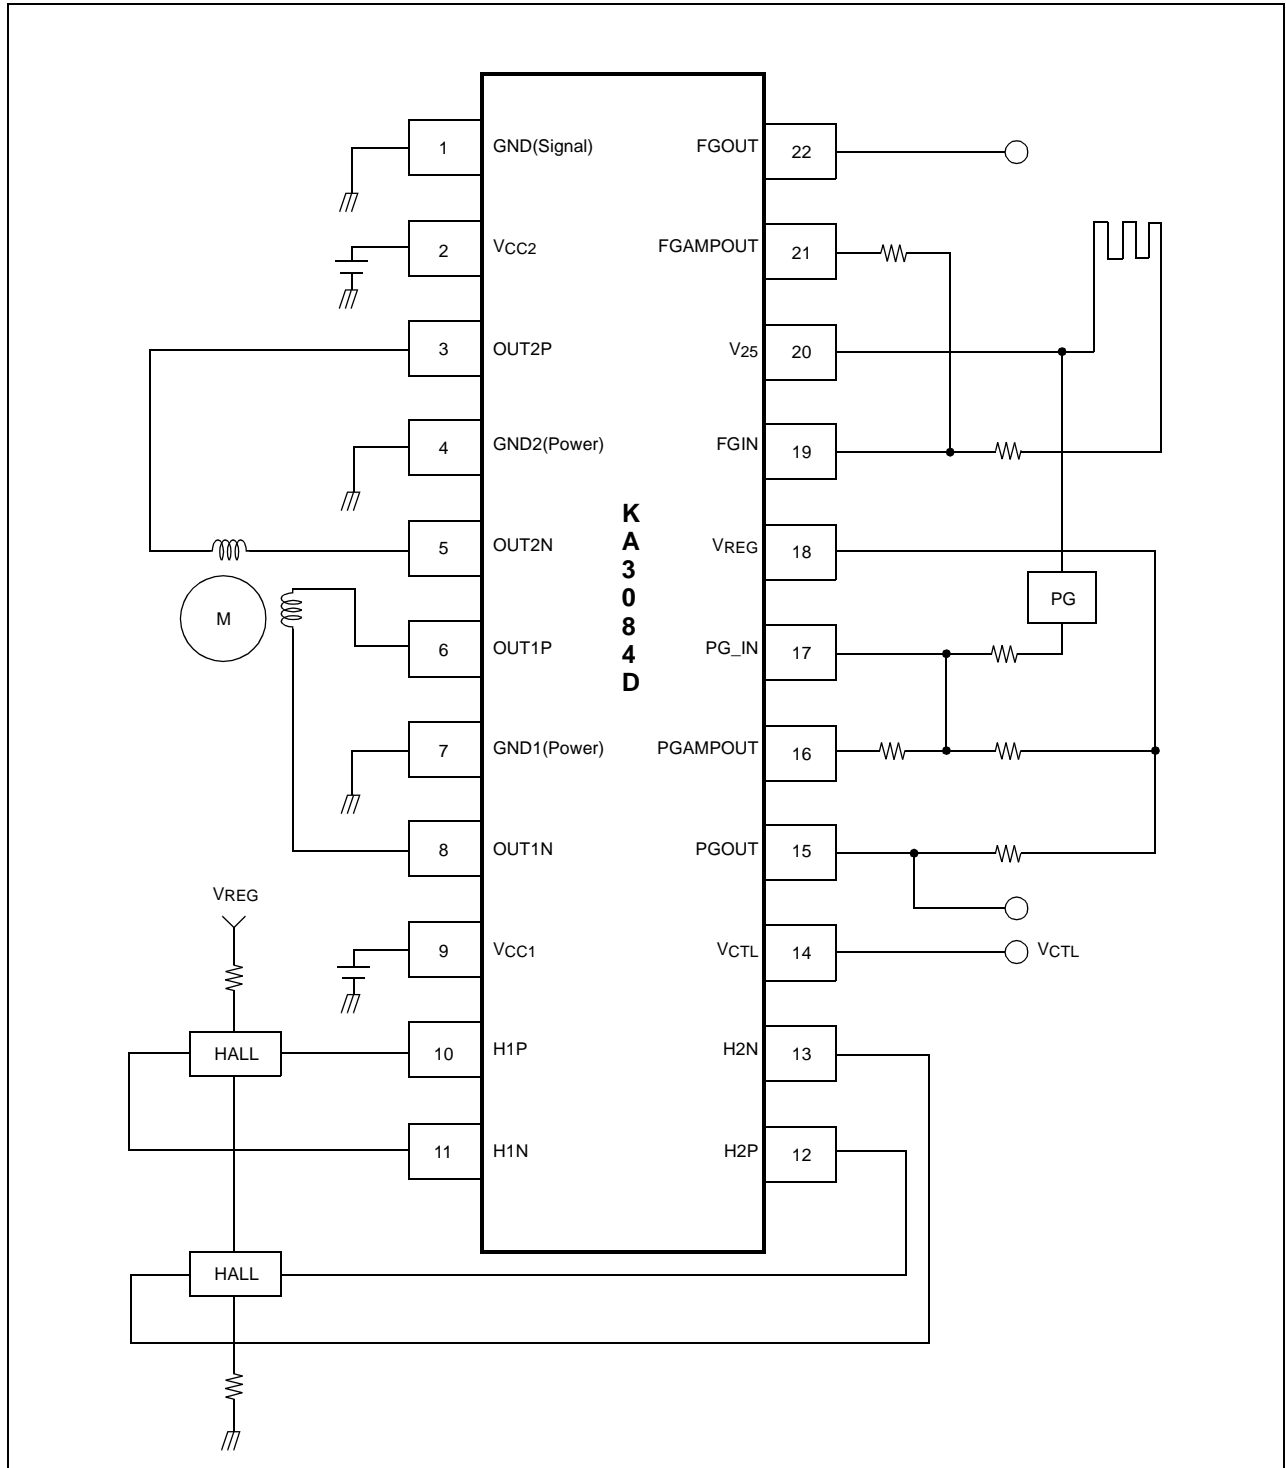 1 GND(Signal) FGOUT 22
2 VCC2 FGAMPOUT 21
3 OUT2P V25 20
4 GND2(Power) FGIN 19
K
A
3
0
8
4
D
5 OUT2N VREG 18
PG
M
6 OUT1P PG_IN 17
7 GND1(Power) PGAMPOUT 16
8 OUT1N PGOUT 15
VREG
9 VCC1 VCTL 14 VCTL
HALL 10 H1P H2N 13
11 H1N H2P 12
HALL